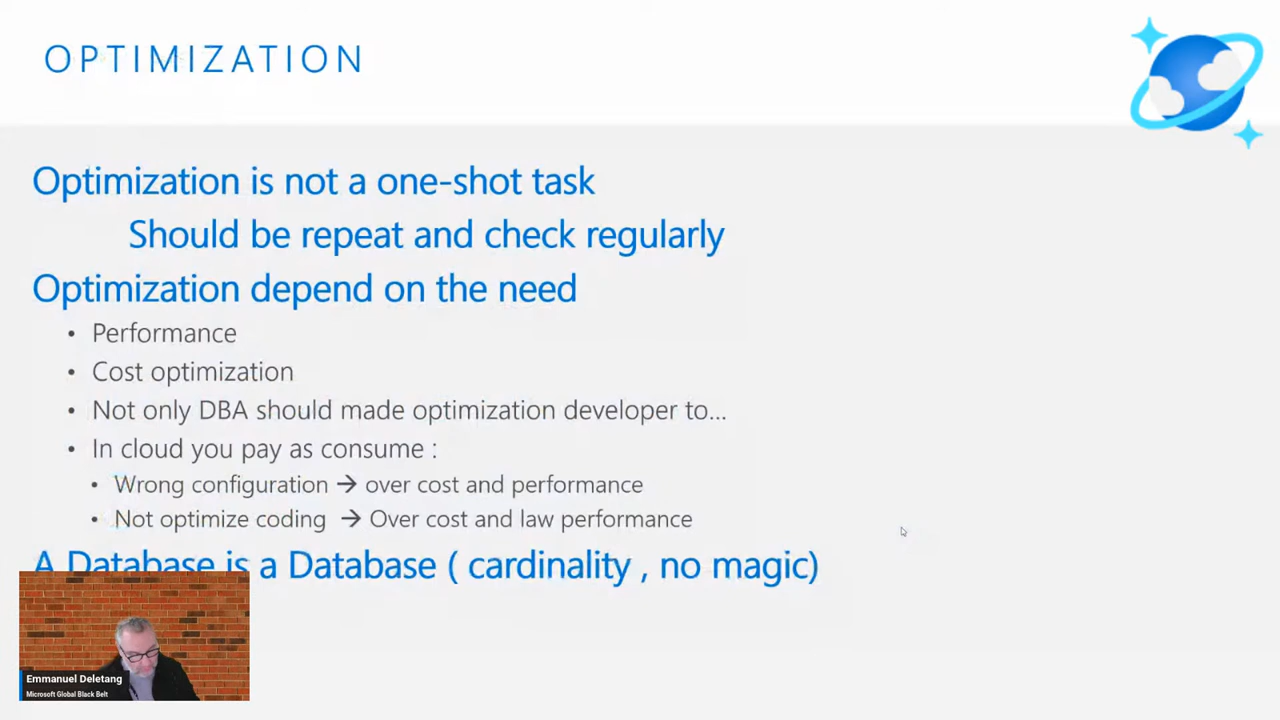 OPTIMIZATION
Optimization is not a one-shot task
Should be repeat and check regularly
Optimization depend on the need
• Performance
• Cost optimization
• Not only DBA should made optimization developer to...
• In cloud you pay as consume :
• Wrong configuration → over cost and performance
• Not optimize coding → Over cost and law performance
A Database is a Database ( cardinality , no magic)
Emmanuel Deletang
Microsoft Global Black Belt